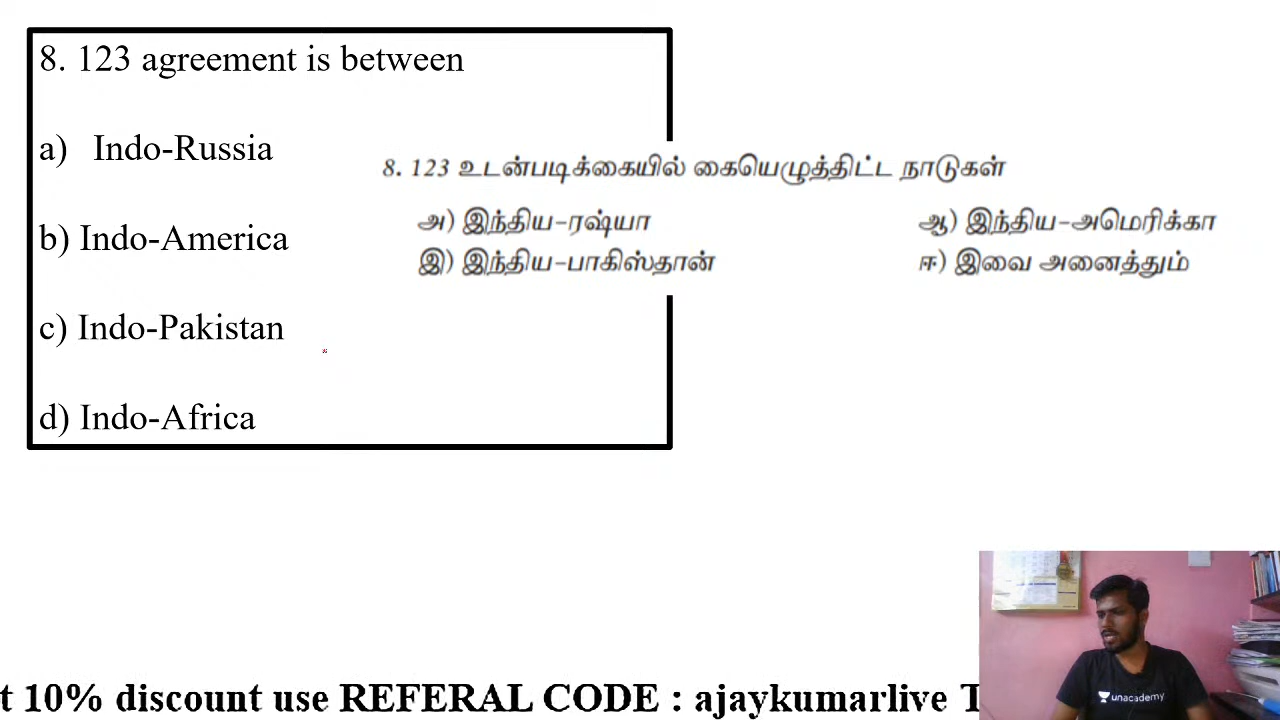 8. 123 agreement is between
a) Indo-Russia
b) Indo-America
c) Indo-Pakistan
d) Indo-Africa
8. 123 உடன்படிக்கையில் கையெழுத்திட்ட நாடுகள்
அ) இந்திய-ரஷ்யா
ஆ) இந்திய-அமெரிக்கா
இ) இந்திய-பாகிஸ்தான்
ஈ) இவை அனைத்தும்
t 10% discount use REFERAL CODE : ajaykumarlive T
unacademy